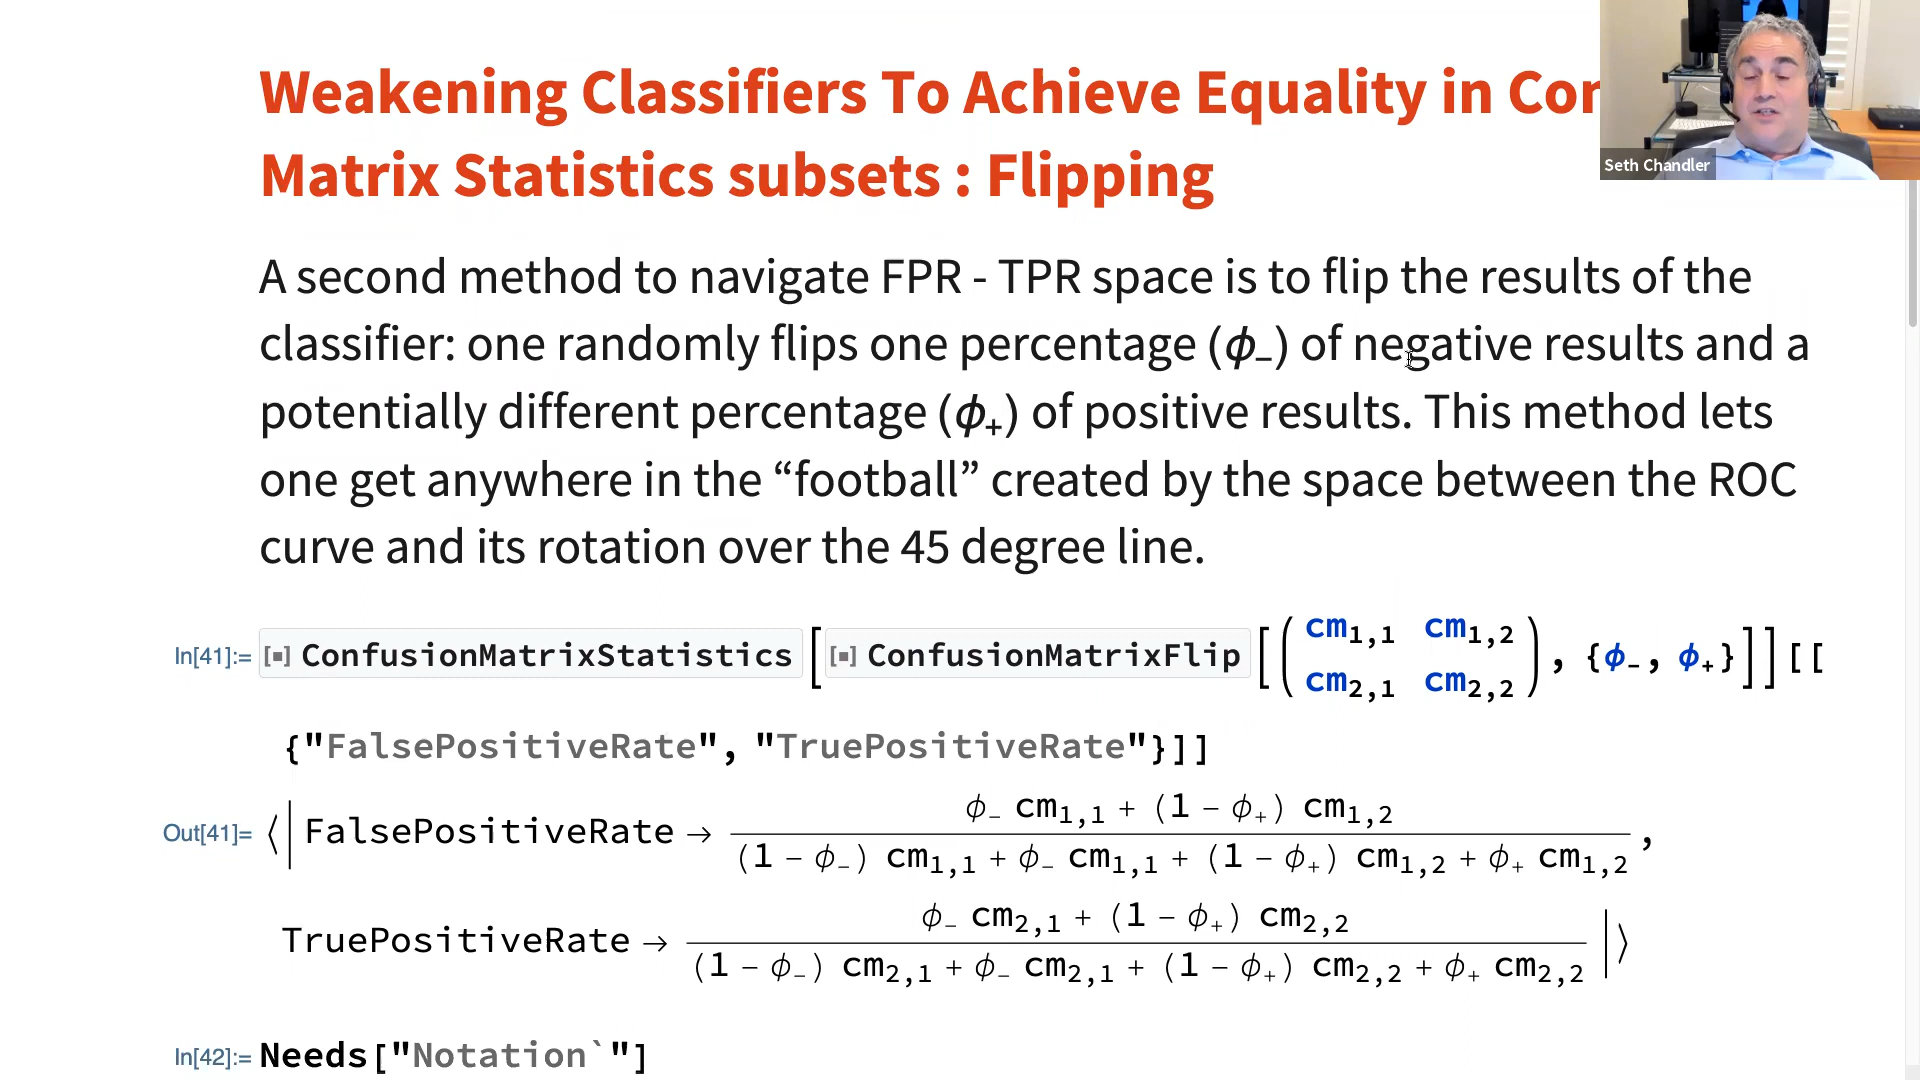 Weakening Classifiers To Achieve Equality in Con
Matrix Statistics subsets : Flipping
Seth Chandler
A second method to navigate FPR - TPR space is to flip the results of the
classifier: one randomly flips one percentage (ϕ₋) of negative results and a
potentially different percentage (ϕ₊) of positive results. This method lets
one get anywhere in the “football” created by the space between the ROC
curve and its rotation over the 45 degree line.
In[41]:= ConfusionMatrixStatistics[ConfusionMatrixFlip[(cm₁,₁ cm₁,₂
cm₂,₁ cm₂,₂), {ϕ₋, ϕ₊}]][[
{"FalsePositiveRate", "TruePositiveRate"}]]
Out[41]= ⟨| FalsePositiveRate →
ϕ₋ cm₁,₁ + (1 − ϕ₊) cm₁,₂
(1 − ϕ₋) cm₁,₁ + ϕ₋ cm₁,₁ + (1 − ϕ₊) cm₁,₂ + ϕ₊ cm₁,₂ ,
TruePositiveRate →
ϕ₋ cm₂,₁ + (1 − ϕ₊) cm₂,₂
(1 − ϕ₋) cm₂,₁ + ϕ₋ cm₂,₁ + (1 − ϕ₊) cm₂,₂ + ϕ₊ cm₂,₂ |⟩
In[42]:= Needs["Notation`"]